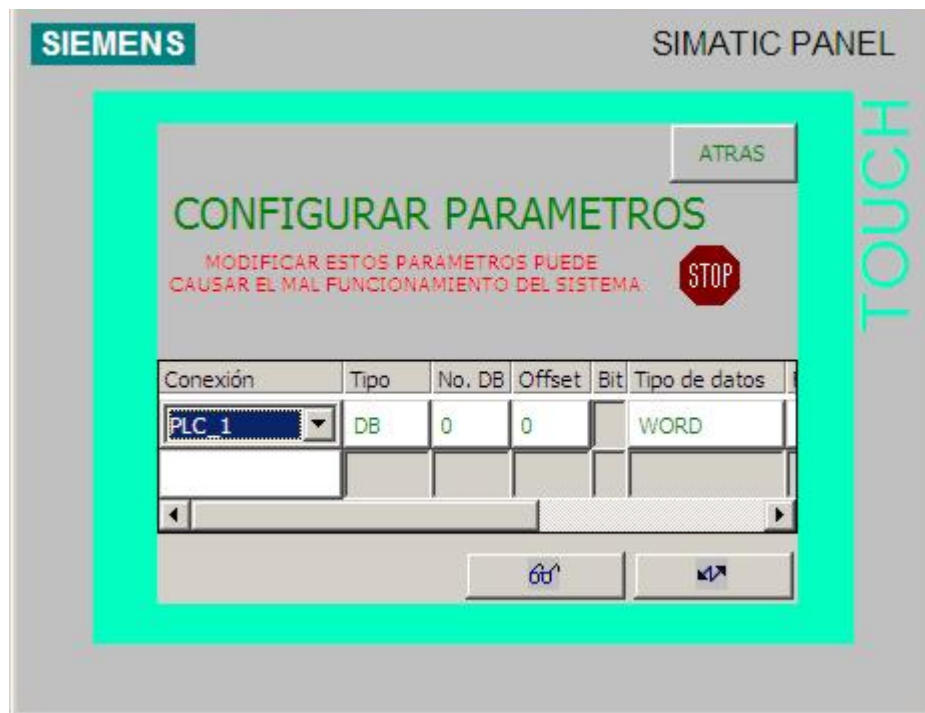 SIEMENS
SIMATIC PANEL
TOUCH
ATRAS
CONFIGURAR PARAMETROS
MODIFICAR ESTOS PARAMETROS PUEDE
CAUSAR EL MAL FUNCIONAMIENTO DEL SISTEMA
STOP
Conexión Tipo No. DB Offset Bit Tipo de datos
PLC_1 DB 0 0 WORD